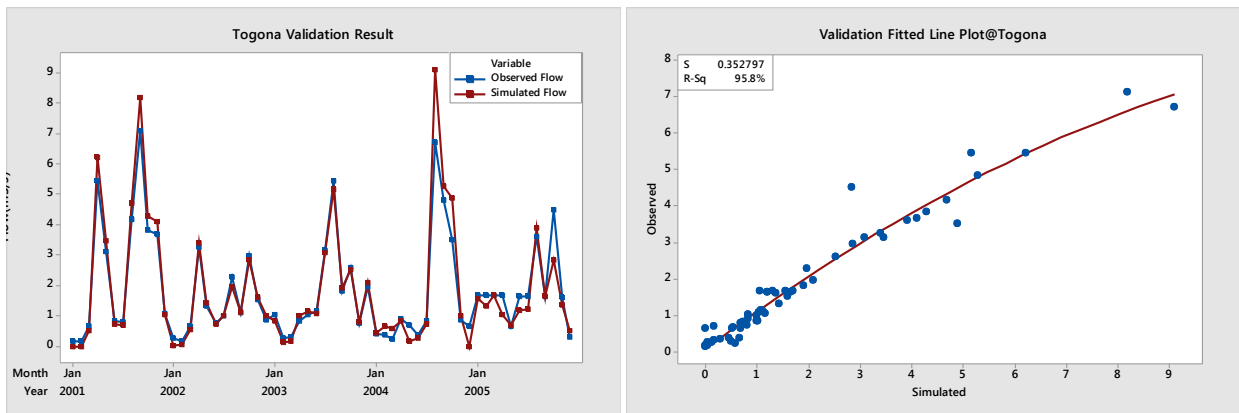 Togona Validation Result
Variable
Observed Flow
Simulated Flow
9
8
7
6
5
4
3
2
1
0
Month Jan Jan Jan Jan Jan
Year 2001 2002 2003 2004 2005
Validation Fitted Line Plot@Togona
S 0.352797
R-Sq 95.8%
Observed
8
7
6
5
4
3
2
1
0
0 1 2 3 4 5 6 7 8 9
Simulated